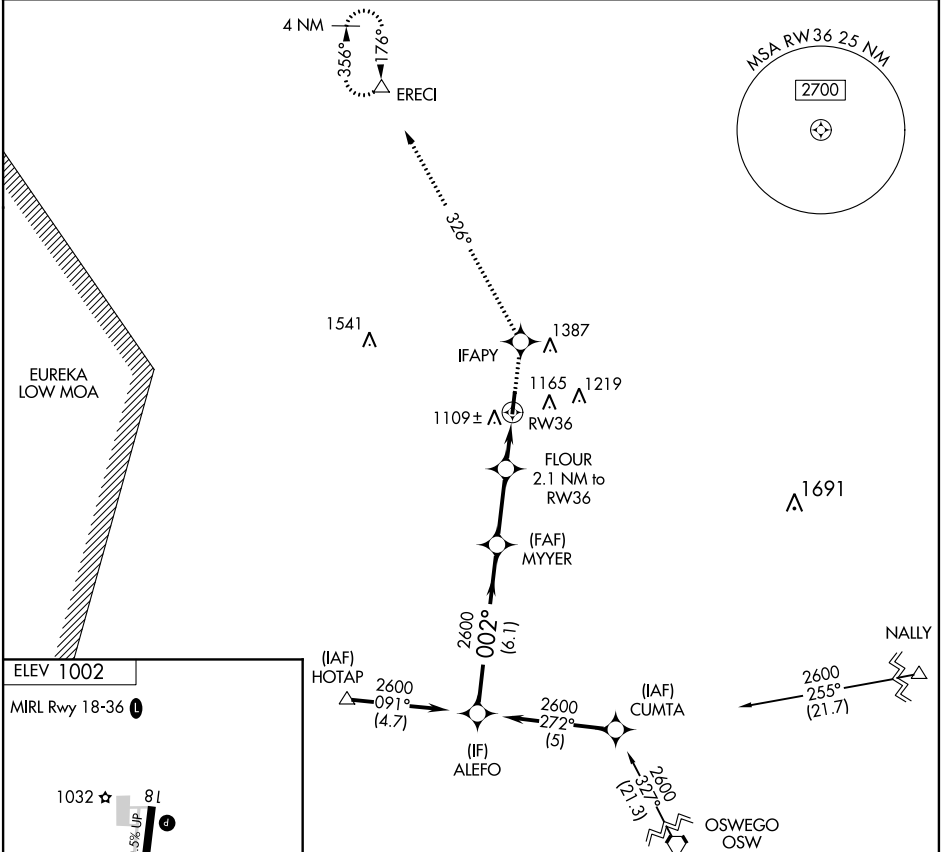 4 NM
356°
176°
ERECI
MSA RW36 25 NM
2700
326°
1541
IFAPY
1387
EUREKA
LOW MOA
1165
1219
1109±
RW36
FLOUR
2.1 NM to
RW36
1691
(FAF)
MYYER
2600
002°
(6.1)
NALLY
2600
255°
(21.7)
(IAF)
HOTAP
2600
091°
(4.7)
(IAF)
CUMTA
2600
272°
(5)
(IF)
ALEFO
2600
327°
(21.3)
OSWEGO
OSW
ELEV 1002
MIRL Rwy 18-36 L
1032
18
P
.5% UP